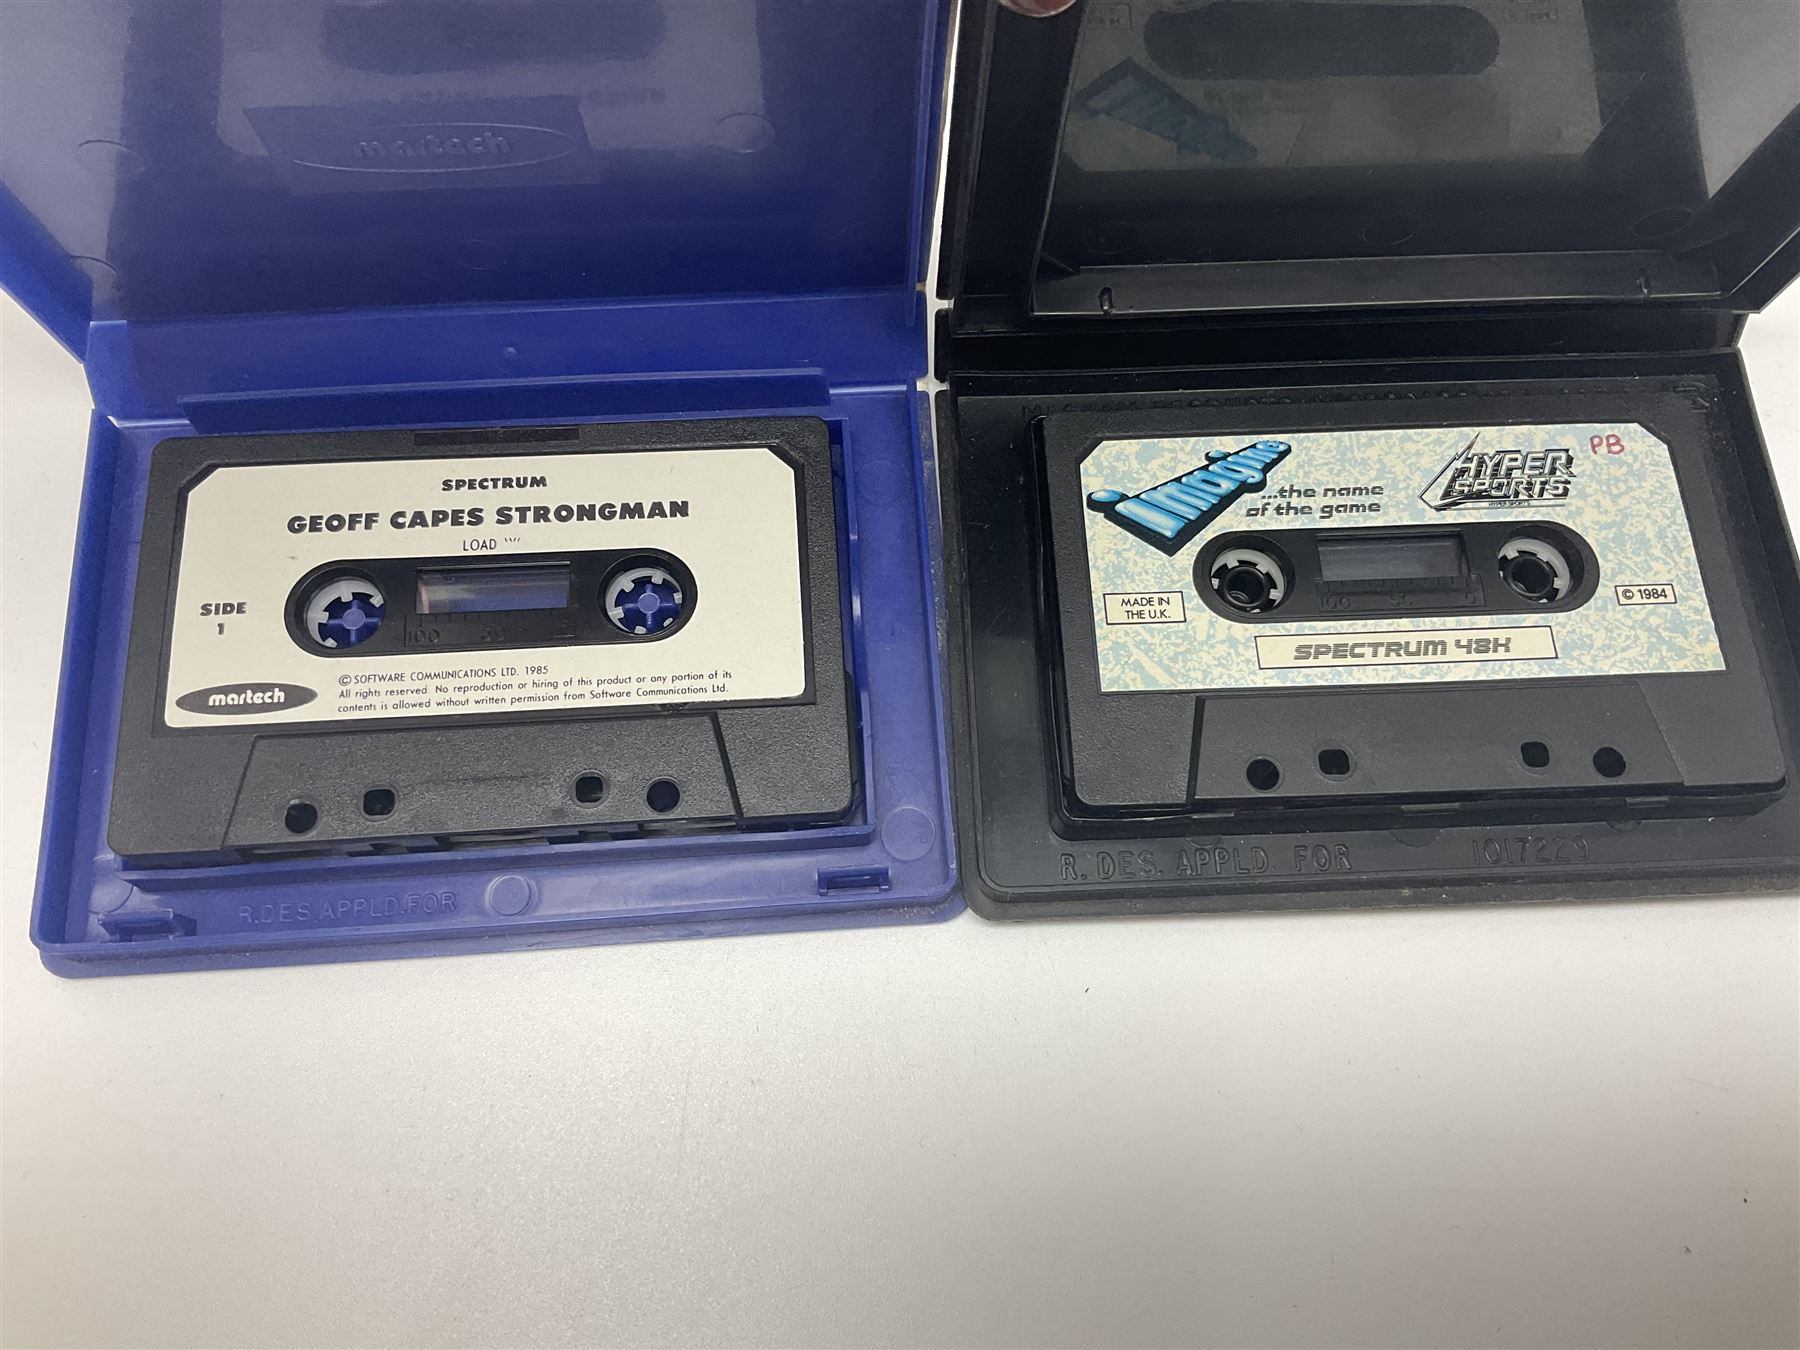 martech
SPECTRUM
GEOFF CAPES STRONGMAN
LOAD ""
SIDE
1
100 50
© SOFTWARE COMMUNICATIONS LTD. 1985
All rights reserved. No reproduction or hiring of this product or any portion of its
contents is allowed without written permission from Software Communications Ltd.
martech
R.DES.APPLD.FOR
imagine
...the name
of the game
HYPER
SPORTS
HYPER SPORTS
PB
MADE IN
THE U.K.
100 50 0
© 1984
SPECTRUM 48K
R. DES. APPLD. FOR 1017229